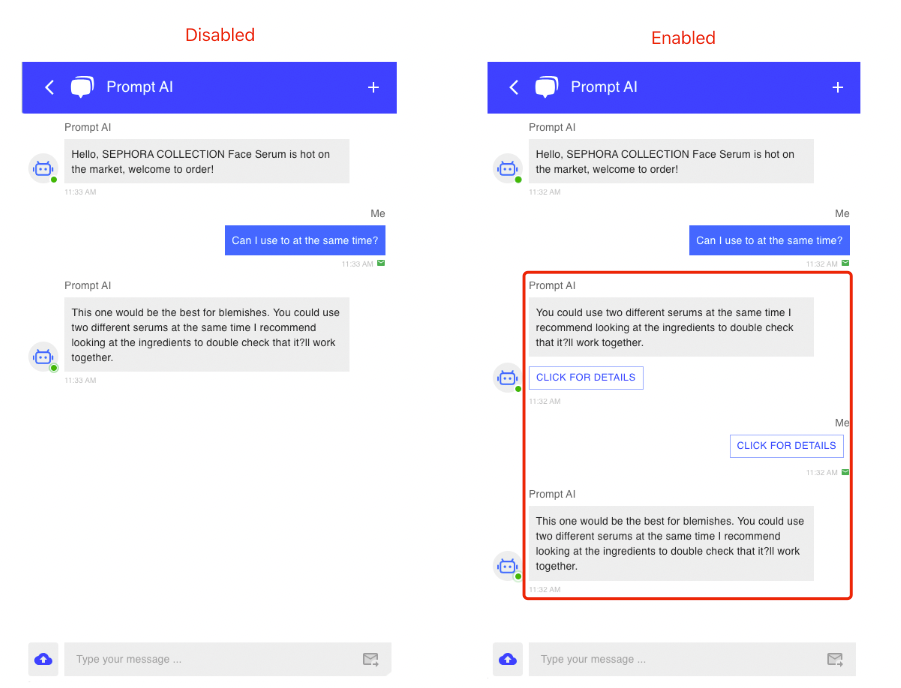 Disabled
Prompt AI
Prompt AI
Hello, SEPHORA COLLECTION Face Serum is hot on
the market, welcome to order!
11:33 AM
Me
Can I use to at the same time?
11:33 AM
Prompt AI
This one would be the best for blemishes. You could use
two different serums at the same time I recommend
looking at the ingredients to double check that it?ll work
together.
11:33 AM
Type your message ...
Enabled
Prompt AI
Prompt AI
Hello, SEPHORA COLLECTION Face Serum is hot on
the market, welcome to order!
11:32 AM
Me
Can I use to at the same time?
11:32 AM
Prompt AI
You could use two different serums at the same time I
recommend looking at the ingredients to double check
that it?ll work together.
CLICK FOR DETAILS
11:32 AM
Me
CLICK FOR DETAILS
11:32 AM
Prompt AI
This one would be the best for blemishes. You could use
two different serums at the same time I recommend
looking at the ingredients to double check that it?ll work
together.
11:32 AM
Type your message ...